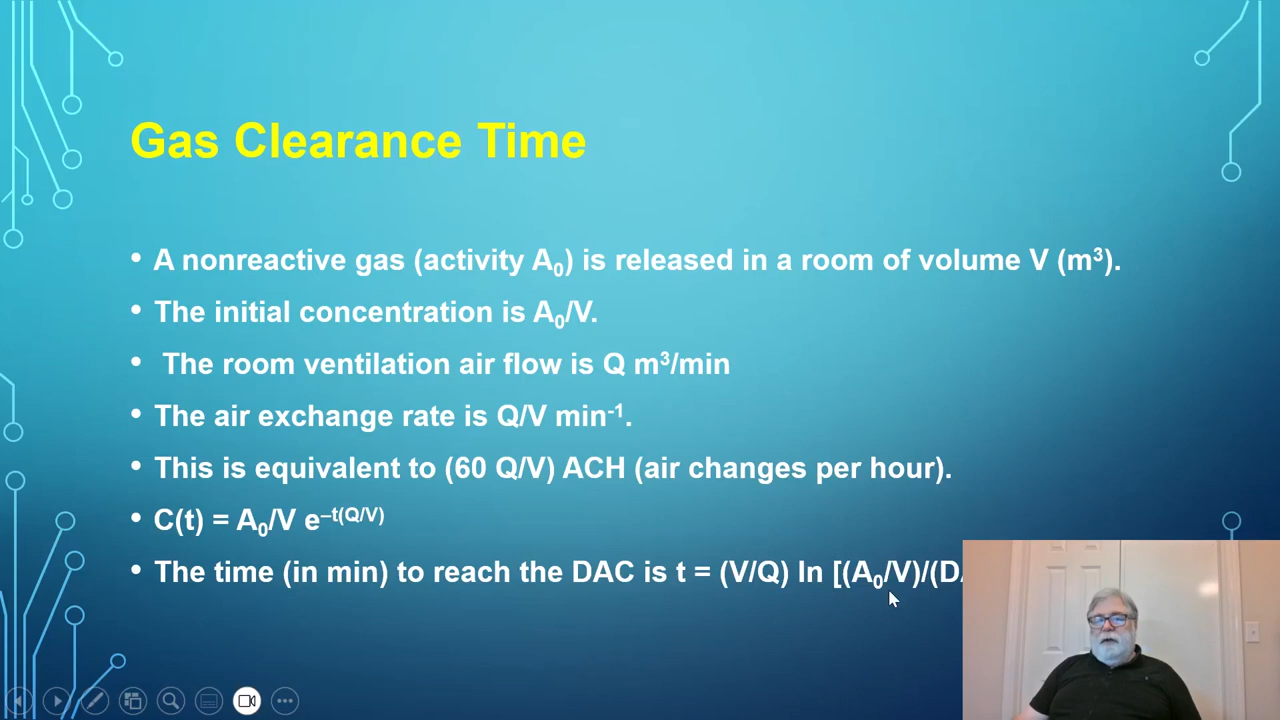 Gas Clearance Time
• A nonreactive gas (activity A₀) is released in a room of volume V (m³).
• The initial concentration is A₀/V.
• The room ventilation air flow is Q m³/min
• The air exchange rate is Q/V min⁻¹.
• This is equivalent to (60 Q/V) ACH (air changes per hour).
• C(t) = A₀/V e^–t(Q/V)
• The time (in min) to reach the DAC is t = (V/Q) ln [(A₀/V)/(D